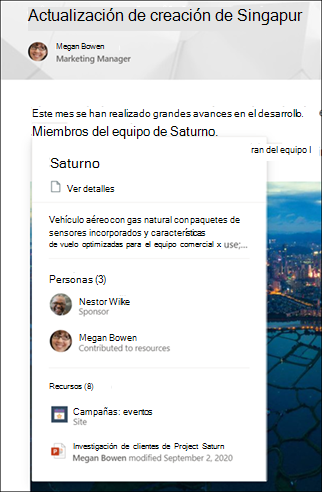 Actualización de creación de Singapur
Megan Bowen
Marketing Manager
Este mes se han realizado grandes avances en el desarrollo.
Miembros del equipo de Saturno.
ran del equipo l
Saturno
Ver detalles
Vehículo aéreo con gas natural con paquetes de
sensores incorporados y características
de vuelo optimizadas para el equipo comercial x use;...
Personas (3)
Nestor Wilke
Sponsor
Megan Bowen
Contributed to resources
Recursos (8)
Campañas: eventos
Site
Investigación de clientes de Project Saturn
Megan Bowen modified September 2, 2020